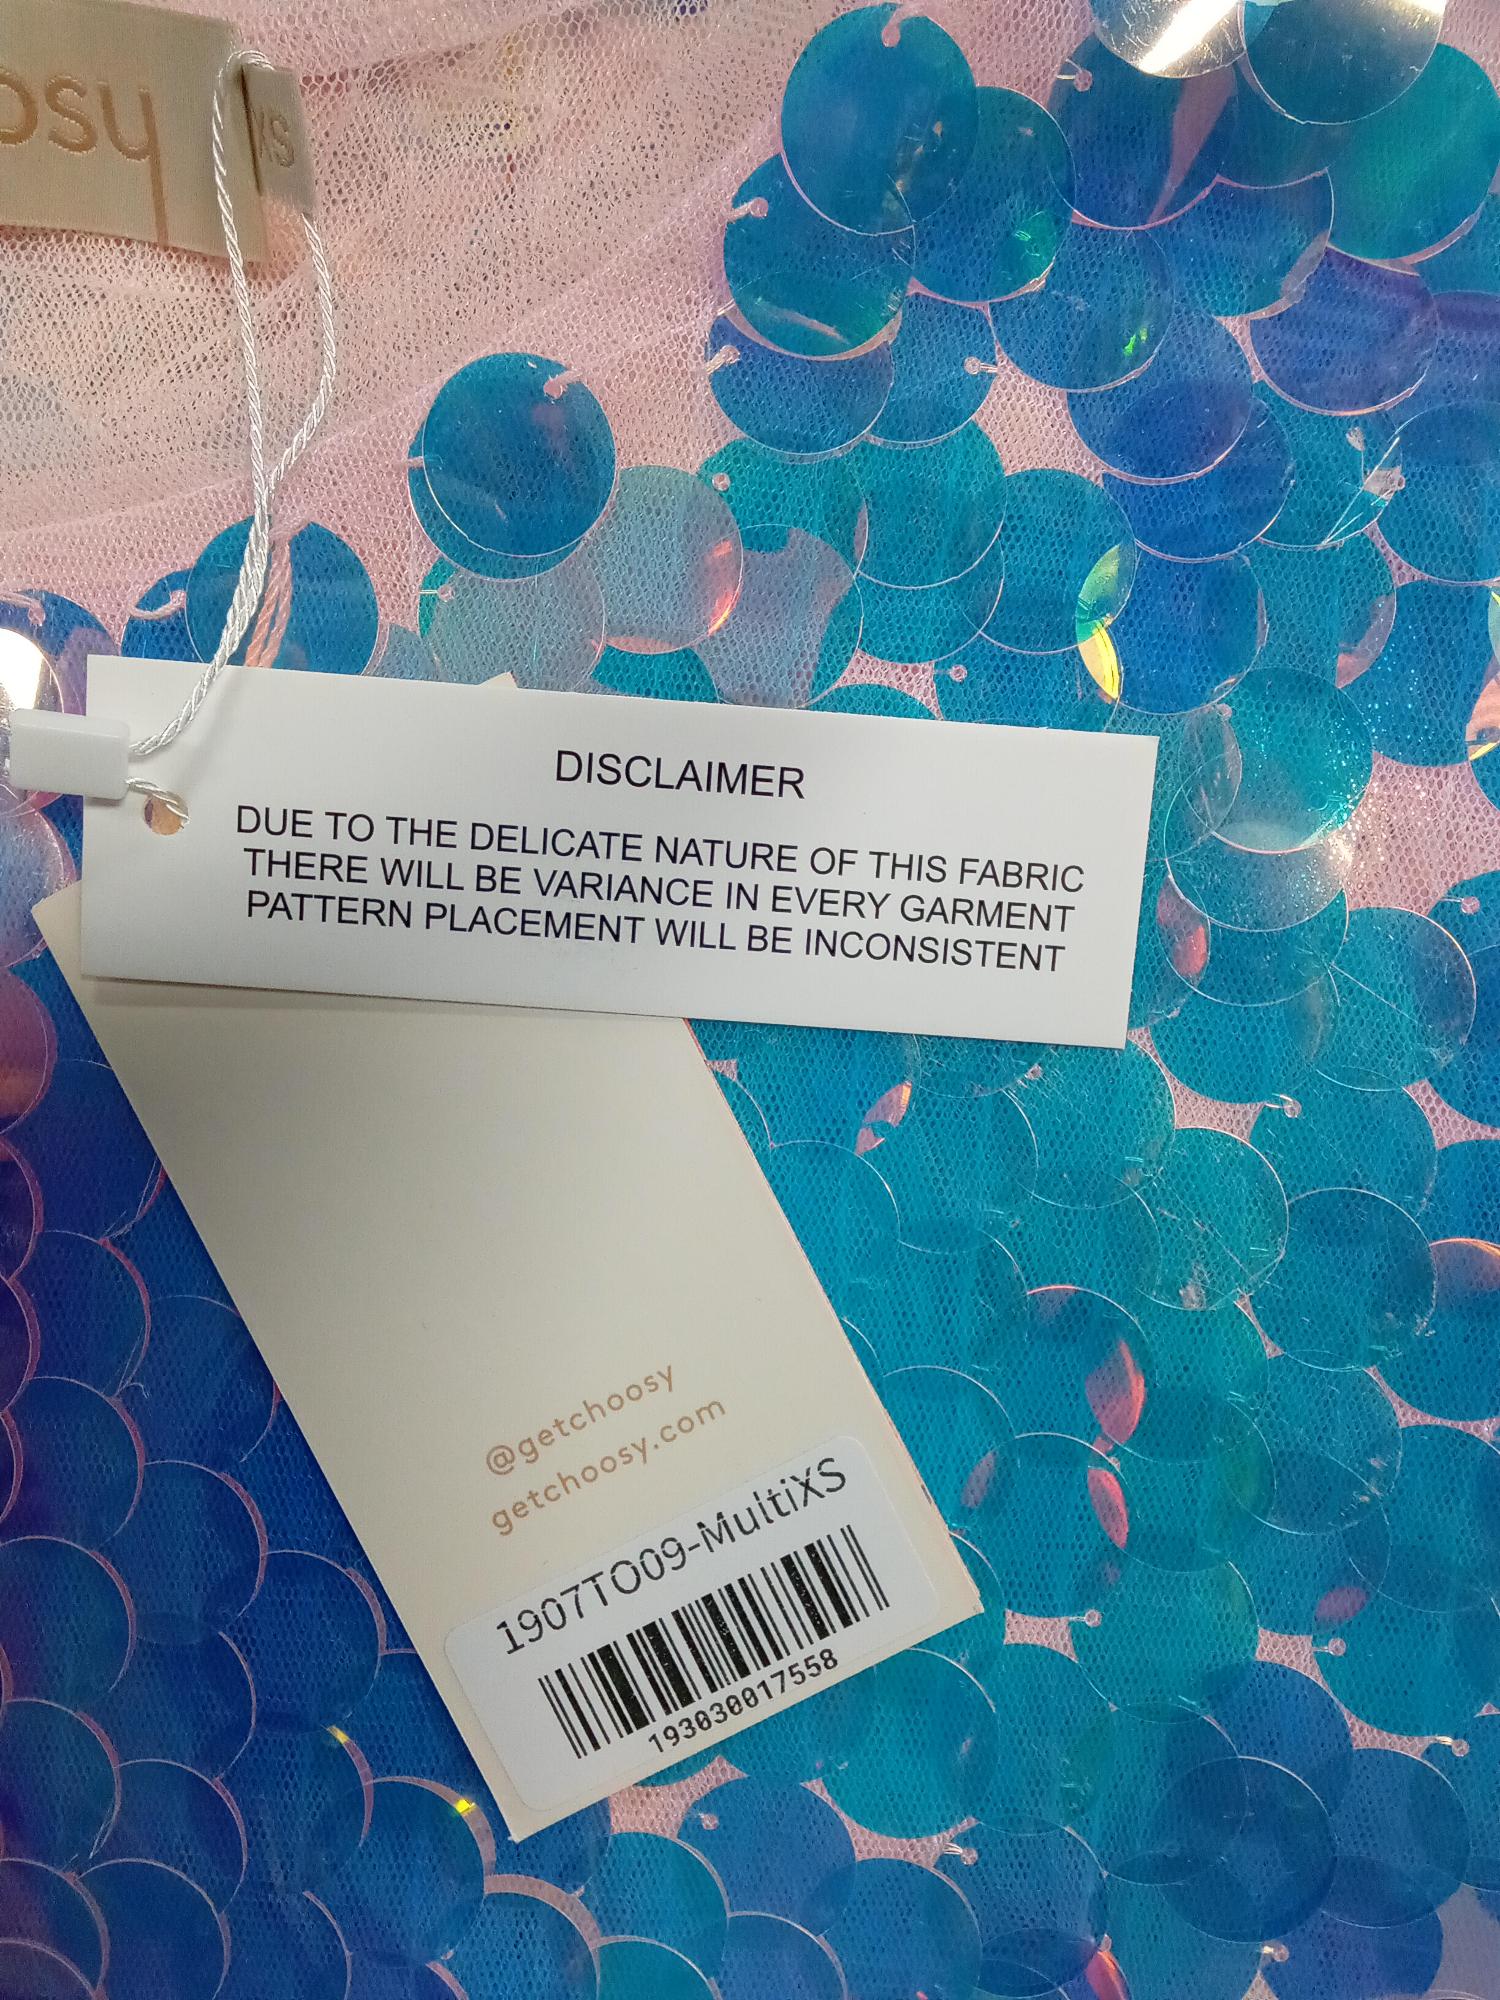 osy
XS
DISCLAIMER
DUE TO THE DELICATE NATURE OF THIS FABRIC
THERE WILL BE VARIANCE IN EVERY GARMENT
PATTERN PLACEMENT WILL BE INCONSISTENT
@getchoosy
getchoosy.com
1907TO09-MultiXS
193030017558